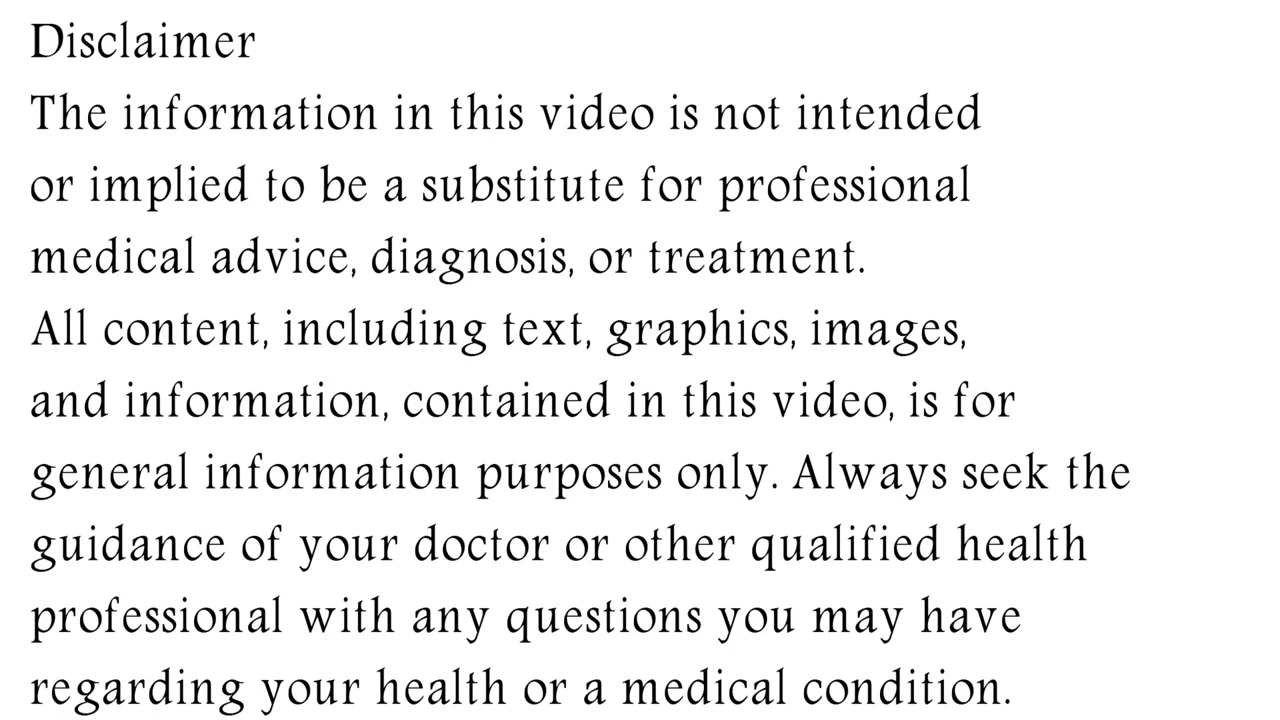 Disclaimer
The information in this video is not intended
or implied to be a substitute for professional
medical advice, diagnosis, or treatment.
All content, including text, graphics, images,
and information, contained in this video, is for
general information purposes only. Always seek the
guidance of your doctor or other qualified health
professional with any questions you may have
regarding your health or a medical condition.